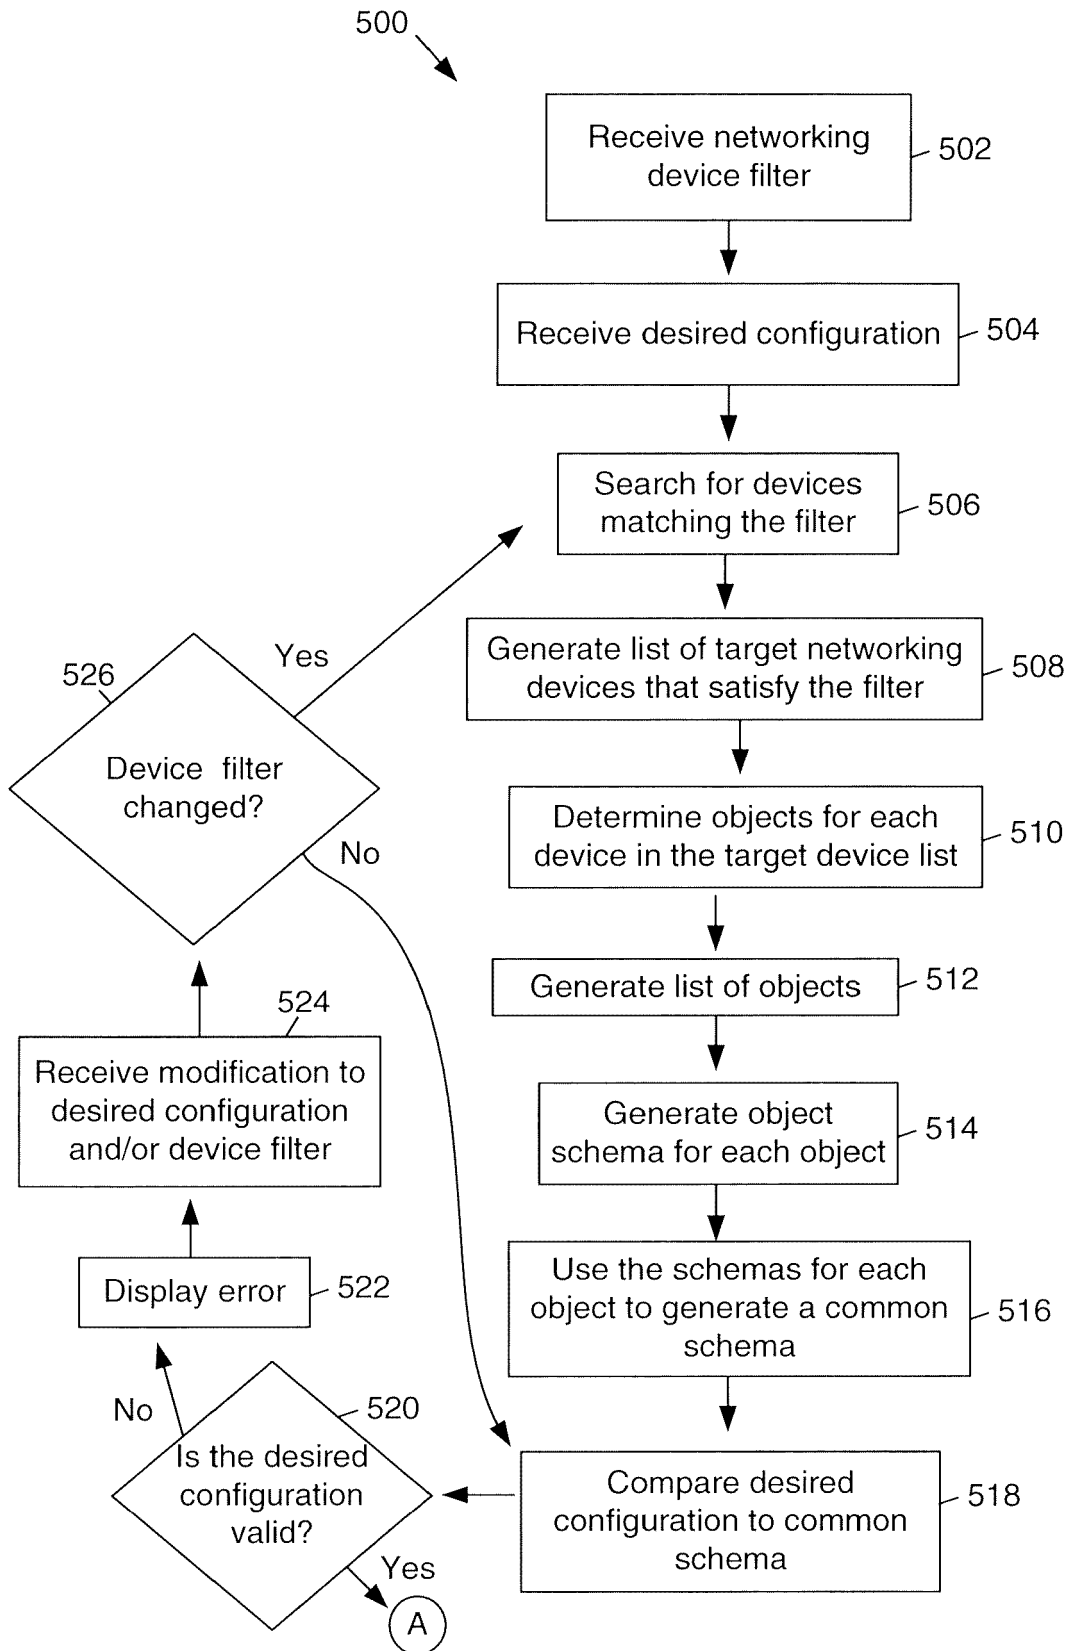 500
Receive networking
device filter
502
Receive desired configuration
504
Search for devices
matching the filter
506
Generate list of target networking
devices that satisfy the filter
508
Determine objects for each
device in the target device list
510
Generate list of objects
512
Generate object
schema for each object
514
Use the schemas for each
object to generate a common
schema
516
Compare desired
configuration to common
schema
518
Is the desired
configuration
valid?
520
Yes
A
No
Display error
522
Receive modification to
desired configuration
and/or device filter
524
Device filter
changed?
526
Yes
No